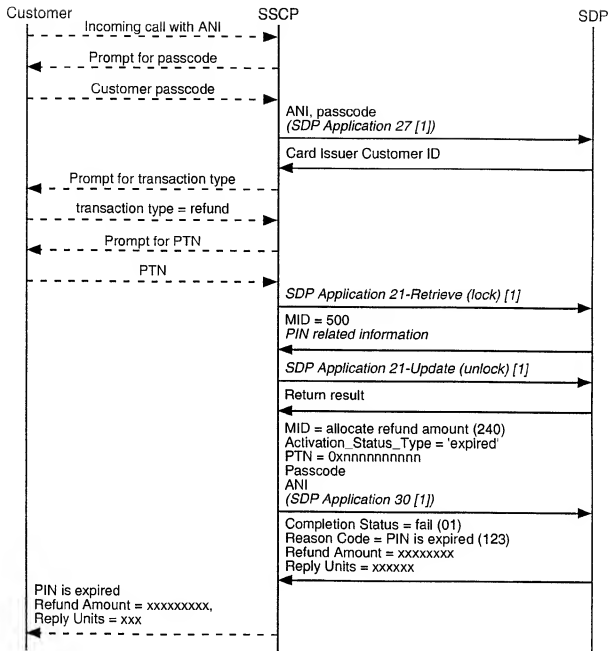 Customer SSCP SDP
Incoming call with ANI
Prompt for passcode
Customer passcode
ANI, passcode
(SDP Application 27 [1])
Card Issuer Customer ID
Prompt for transaction type
transaction type = refund
Prompt for PTN
PTN
SDP Application 21-Retrieve (lock) [1]
MID = 500
PIN related information
SDP Application 21-Update (unlock) [1]
Return result
MID = allocate refund amount (240)
Activation_Status_Type = 'expired'
PTN = 0xnnnnnnnnnn
Passcode
ANI
(SDP Application 30 [1])
Completion Status = fail (01)
Reason Code = PIN is expired (123)
Refund Amount = xxxxxxxx
Reply Units = xxxxxx
PIN is expired
Refund Amount = xxxxxxxxx,
Reply Units = xxx